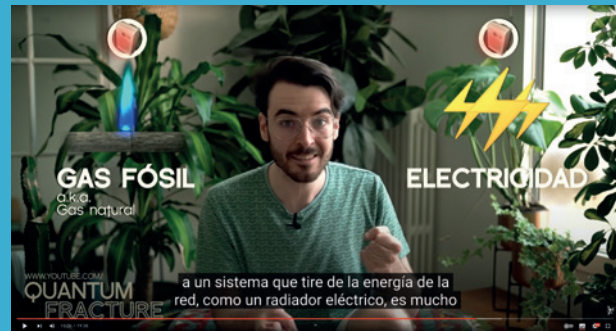 GAS FÓSIL
a.k.a.
Gas natural
ELECTRICIDAD
WWW.YOUTUBE.COM/
QUANTUM
FRACTURE
a un sistema que tire de la energía de la
red, como un radiador eléctrico, es mucho